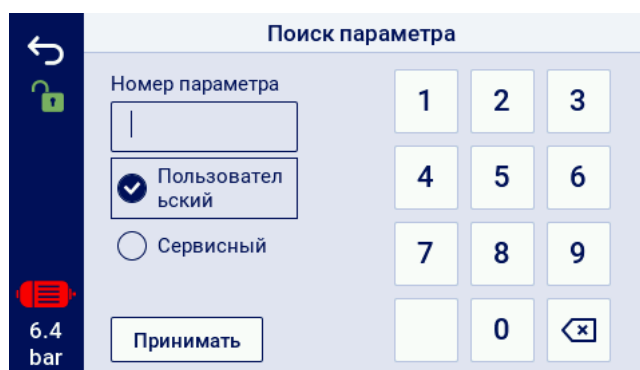 Поиск параметра
Номер параметра
Пользовател
ьский
Сервисный
Принимать
1 2 3
4 5 6
7 8 9
0
6.4
bar